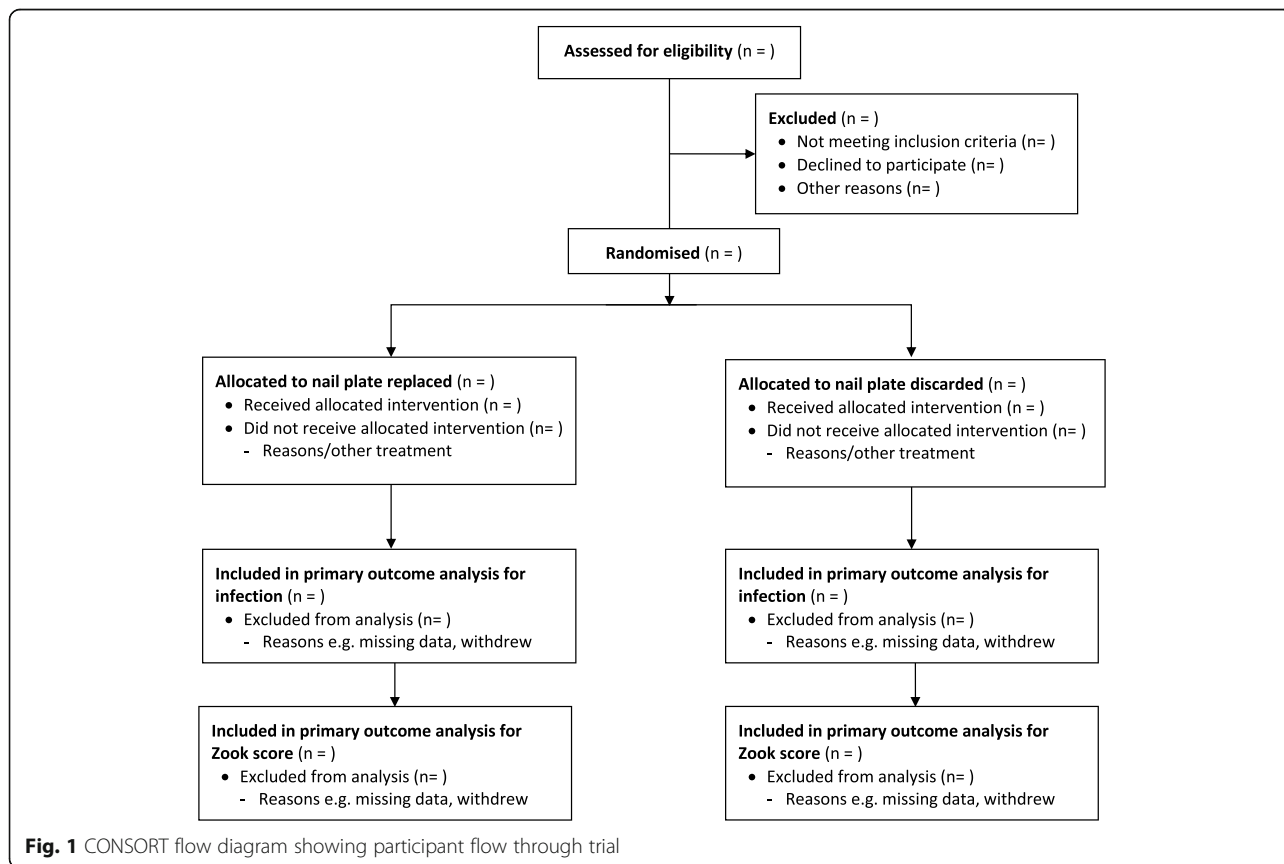 Assessed for eligibility (n = )
Excluded (n = )
• Not meeting inclusion criteria (n= )
• Declined to participate (n= )
• Other reasons (n= )
Randomised (n = )
Allocated to nail plate replaced (n = )
• Received allocated intervention (n = )
• Did not receive allocated intervention (n= )
- Reasons/other treatment
Allocated to nail plate discarded (n = )
• Received allocated intervention (n = )
• Did not receive allocated intervention (n= )
- Reasons/other treatment
Included in primary outcome analysis for
infection (n = )
• Excluded from analysis (n= )
- Reasons e.g. missing data, withdrew
Included in primary outcome analysis for
infection (n = )
• Excluded from analysis (n= )
- Reasons e.g. missing data, withdrew
Included in primary outcome analysis for
Zook score (n = )
• Excluded from analysis (n= )
- Reasons e.g. missing data, withdrew
Included in primary outcome analysis for
Zook score (n = )
• Excluded from analysis (n= )
- Reasons e.g. missing data, withdrew
Fig. 1 CONSORT flow diagram showing participant flow through trial